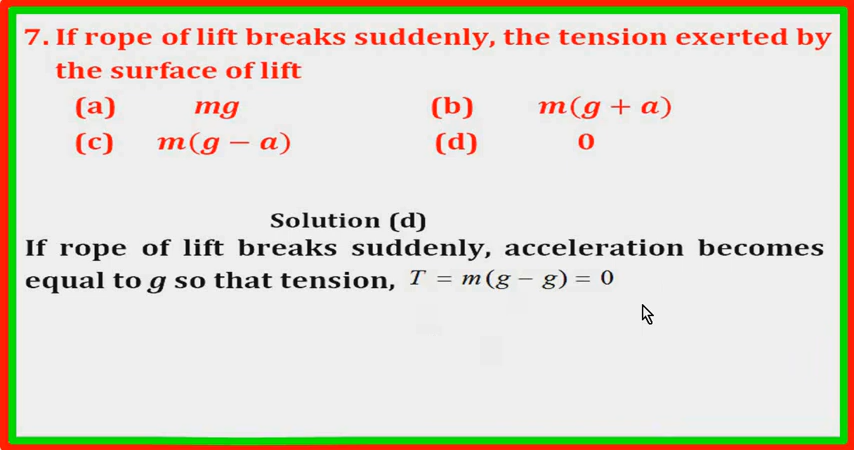 7. If rope of lift breaks suddenly, the tension exerted by
the surface of lift
(a) mg (b) m(g + a)
(c) m(g − a) (d) 0
Solution (d)
If rope of lift breaks suddenly, acceleration becomes
equal to g so that tension, T = m(g − g) = 0